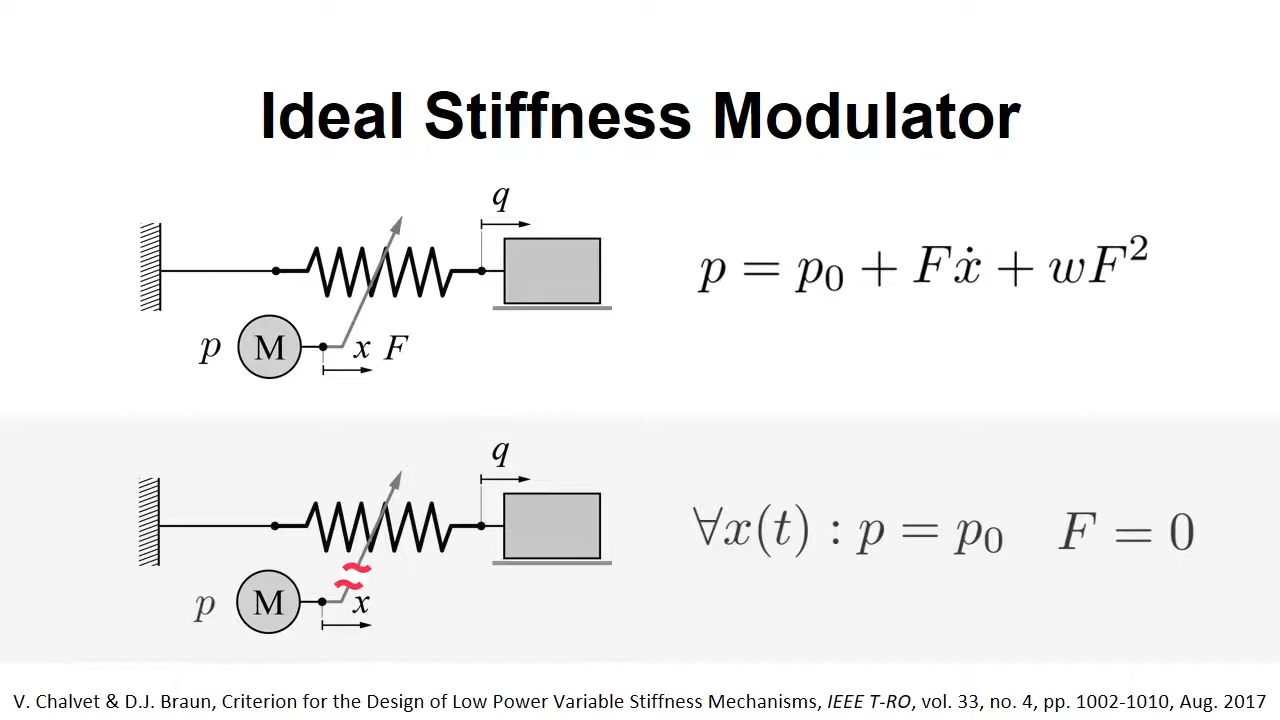 Ideal Stiffness Modulator
q
p M x F
p = p₀ + Fẋ + wF²
q
p M x
∀x(t) : p = p₀ F = 0
V. Chalvet & D.J. Braun, Criterion for the Design of Low Power Variable Stiffness Mechanisms, IEEE T-RO, vol. 33, no. 4, pp. 1002-1010, Aug. 2017